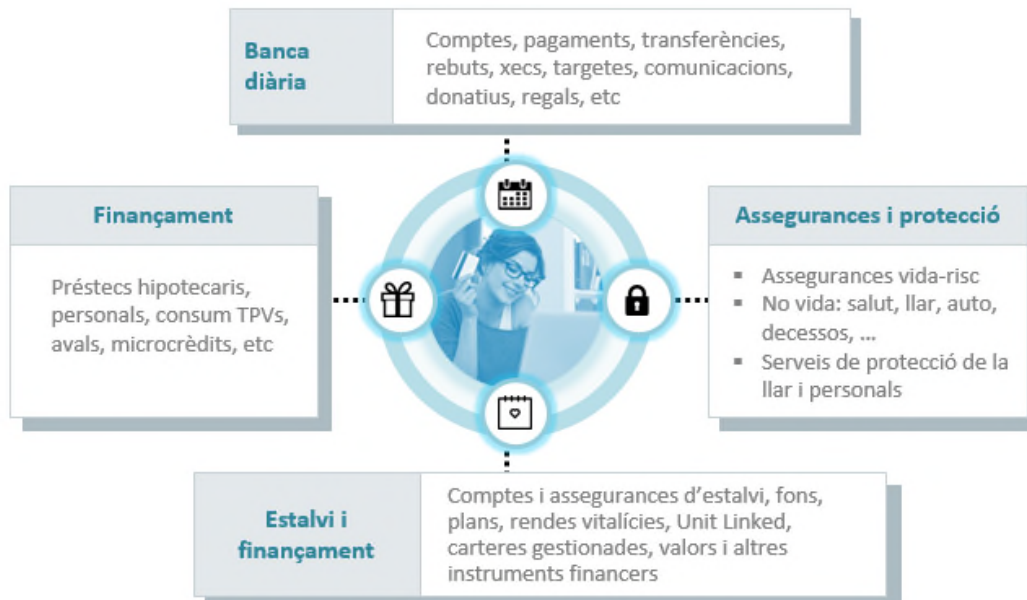 Banca
diària
Comptes, pagaments, transferències,
rebuts, xecs, targetes, comunicacions,
donatius, regals, etc
Finançament
Préstecs hipotecaris,
personals, consum TPVs,
avals, microcrèdits, etc
Assegurances i protecció
▪ Assegurances vida-risc
▪ No vida: salut, llar, auto,
decessos, ...
▪ Serveis de protecció de la
llar i personals
Estalvi i
finançament
Comptes i assegurances d’estalvi, fons,
plans, rendes vitalícies, Unit Linked,
carteres gestionades, valors i altres
instruments financers